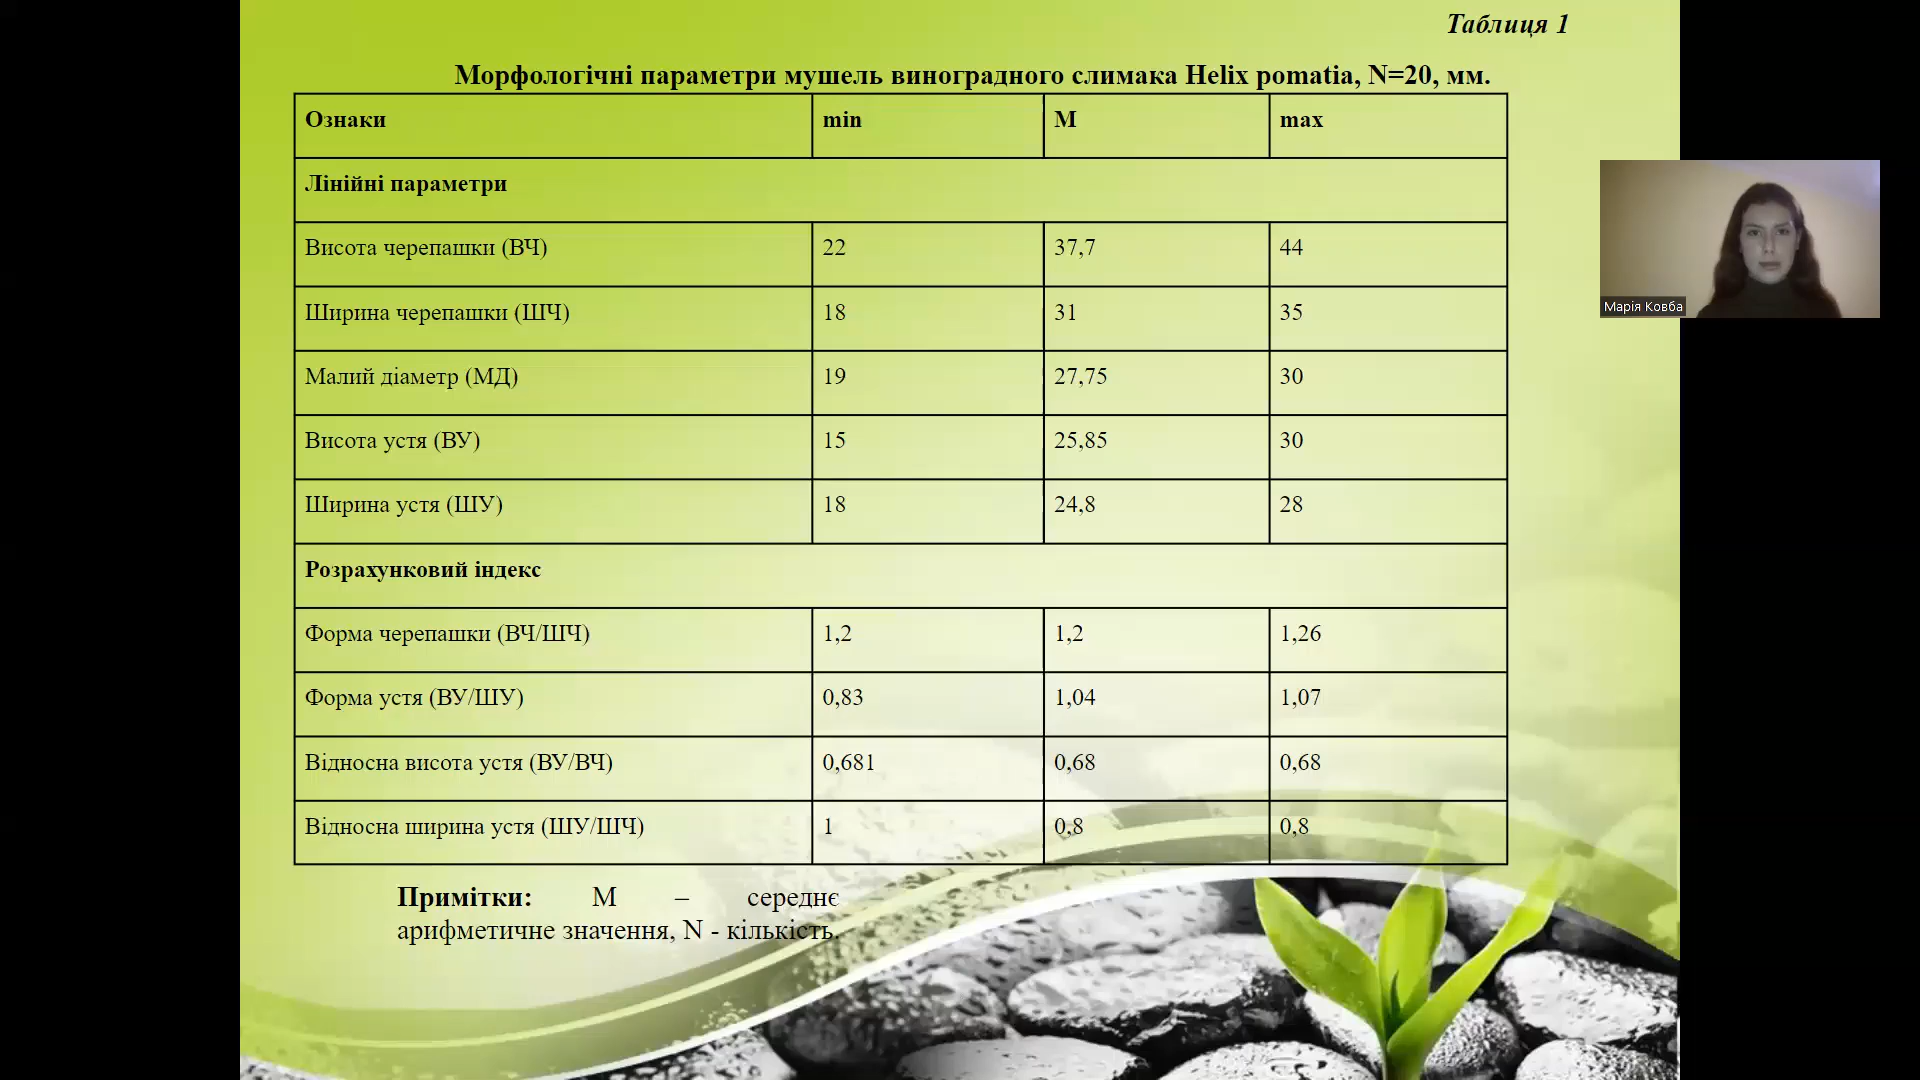 Таблиця 1
Морфологічні параметри мушель виноградного слимака Helix pomatia, N=20, мм.
Ознаки min М max
Лінійні параметри
Висота черепашки (ВЧ) 22 37,7 44
Ширина черепашки (ШЧ) 18 31 35
Малий діаметр (МД) 19 27,75 30
Висота устя (ВУ) 15 25,85 30
Ширина устя (ШУ) 18 24,8 28
Розрахунковий індекс
Форма черепашки (ВЧ/ШЧ) 1,2 1,2 1,26
Форма устя (ВУ/ШУ) 0,83 1,04 1,07
Відносна висота устя (ВУ/ВЧ) 0,681 0,68 0,68
Відносна ширина устя (ШУ/ШЧ) 1 0,8 0,8
Примітки: М – середнє
арифметичне значення, N - кількість.
Марія Ковба